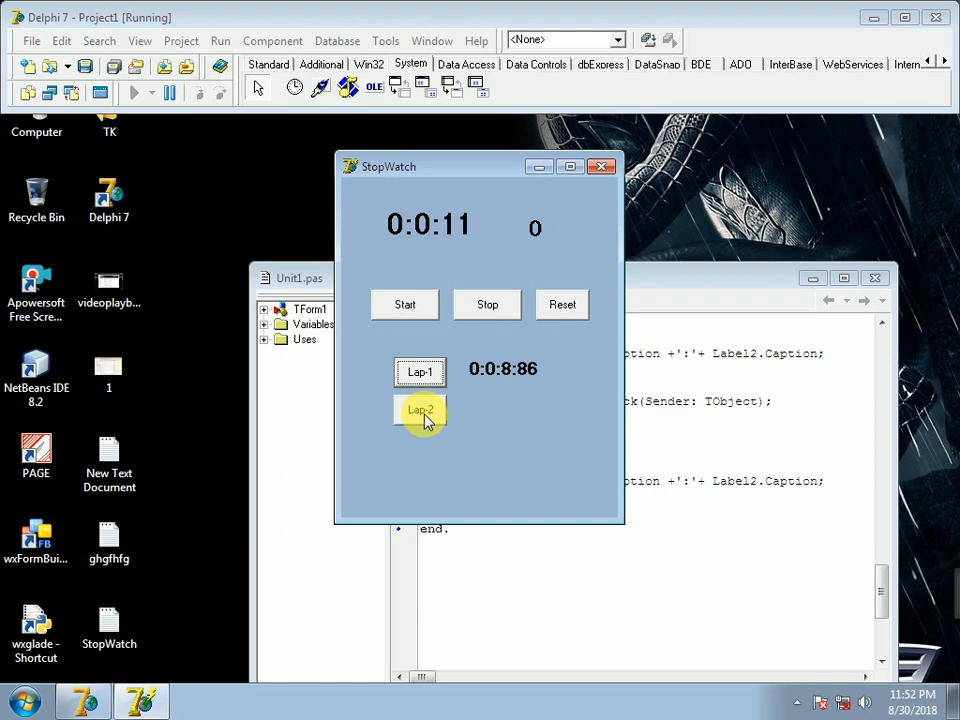 Delphi 7 - Project1 [Running]
File Edit Search View Project Run Component Database Tools Window Help <None>
Standard Additional Win32 System Data Access Data Controls dbExpress DataSnap BDE ADO InterBase WebServices Intern
OLE
Computer
TK
Recycle Bin
Delphi 7
Apowersoft
Free Scre...
videoplayb...
NetBeans IDE
8.2
1
PAGE
New Text
Document
wxFormBui...
ghgfhfg
wxglade -
Shortcut
StopWatch
StopWatch
0:0:11 0
Start Stop Reset
Lap-1 0:0:8:86
Lap-2
Unit1.pas
TForm1
Variables
Uses
ption +':'+ Label2.Caption;
ck(Sender: TObject);
ption +':'+ Label2.Caption;
end.
11:52 PM
8/30/2018